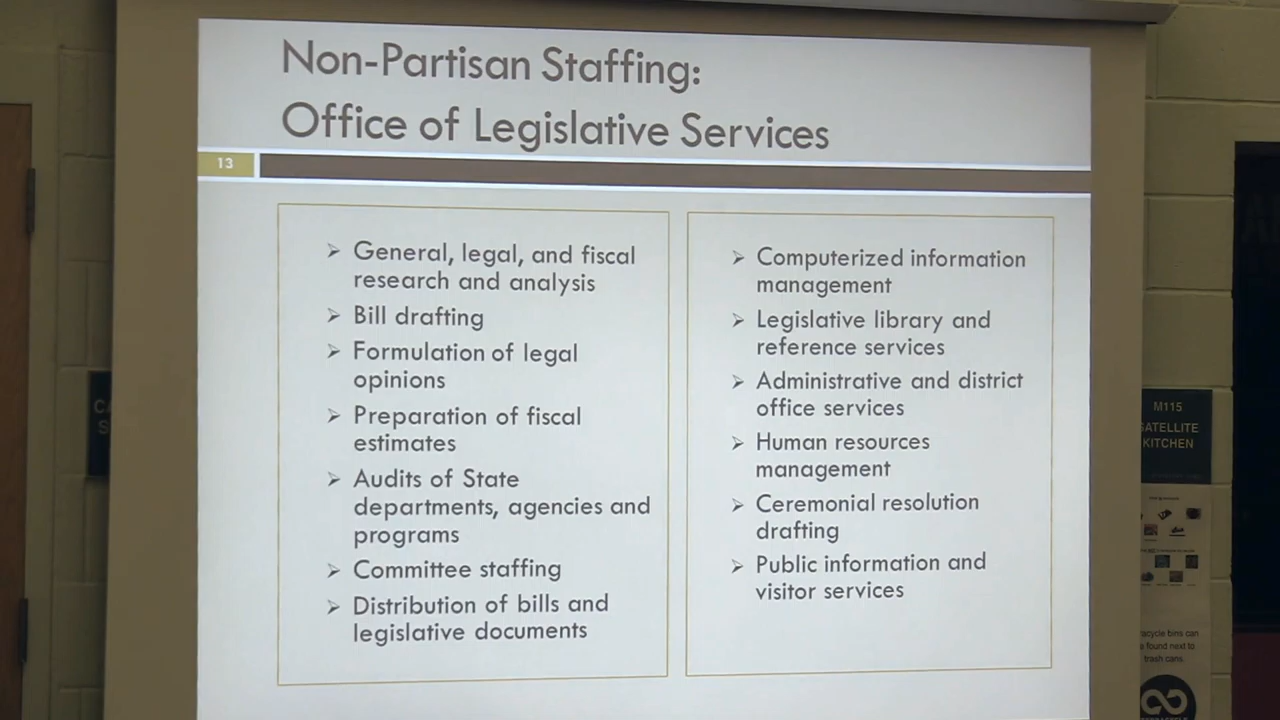 Non-Partisan Staffing:
Office of Legislative Services
13
➢ General, legal, and fiscal
research and analysis
➢ Bill drafting
➢ Formulation of legal
opinions
➢ Preparation of fiscal
estimates
➢ Audits of State
departments, agencies and
programs
➢ Committee staffing
➢ Distribution of bills and
legislative documents
➢ Computerized information
management
➢ Legislative library and
reference services
➢ Administrative and district
office services
➢ Human resources
management
➢ Ceremonial resolution
drafting
➢ Public information and
visitor services
M115
SATELLITE
KITCHEN
bins can
found next to
trash cans.